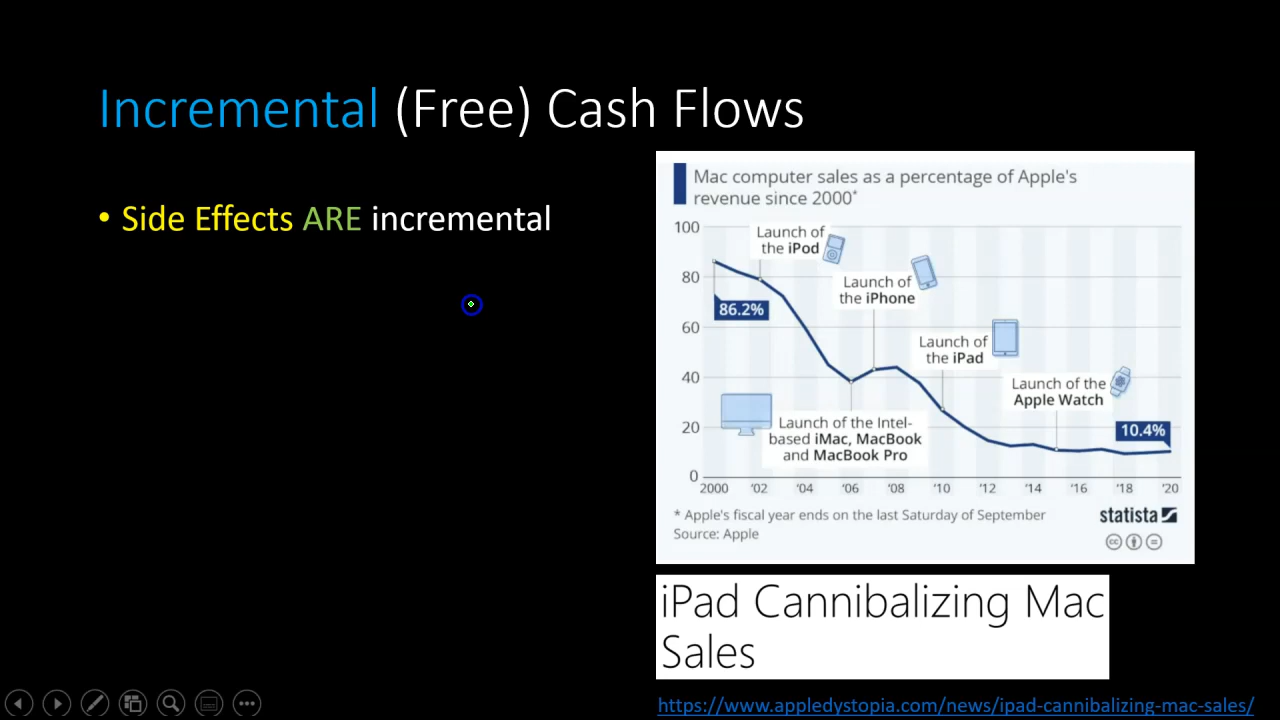 Incremental (Free) Cash Flows
• Side Effects ARE incremental
Mac computer sales as a percentage of Apple's
revenue since 2000*
100
80
60
40
20
0
Launch of
the iPod
86.2%
Launch of
the iPhone
Launch of
the iPad
Launch of the
Apple Watch
Launch of the Intel-
based iMac, MacBook
and MacBook Pro
10.4%
2000 '02 '04 '06 '08 '10 '12 '14 '16 '18 '20
* Apple's fiscal year ends on the last Saturday of September
Source: Apple
statista
cc
iPad Cannibalizing Mac
Sales
https://www.appledystopia.com/news/ipad-cannibalizing-mac-sales/